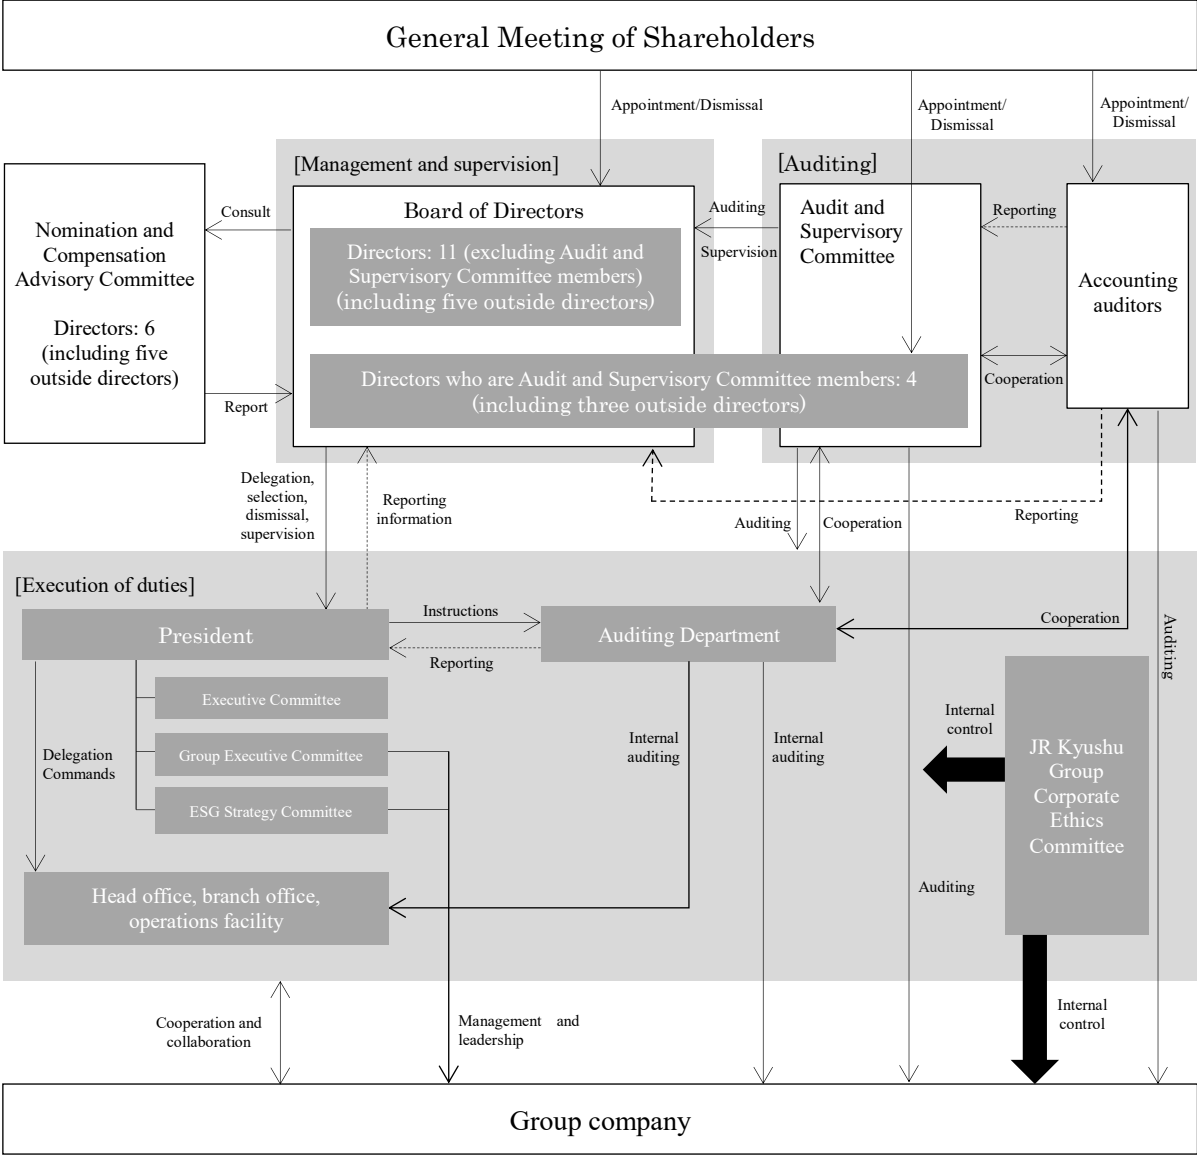 General Meeting of Shareholders
Appointment/Dismissal
Appointment/
Dismissal
Appointment/
Dismissal
[Management and supervision]
[Auditing]
Nomination and
Compensation
Advisory Committee
Directors: 6
(including five
outside directors)
Consult
Report
Board of Directors
Directors: 11 (excluding Audit and
Supervisory Committee members)
(including five outside directors)
Auditing
Supervision
Audit and
Supervisory
Committee
Reporting
Accounting
auditors
Cooperation
Directors who are Audit and Supervisory Committee members: 4
(including three outside directors)
Delegation,
selection,
dismissal,
supervision
Reporting
information
Auditing
Cooperation
Reporting
[Execution of duties]
President
Instructions
Reporting
Auditing Department
Cooperation
Auditing
Executive Committee
Group Executive Committee
ESG Strategy Committee
Delegation
Commands
Internal
auditing
Internal
auditing
Internal
control
JR Kyushu
Group
Corporate
Ethics
Committee
Head office, branch office,
operations facility
Auditing
Cooperation and
collaboration
Management and
leadership
Internal
control
Group company